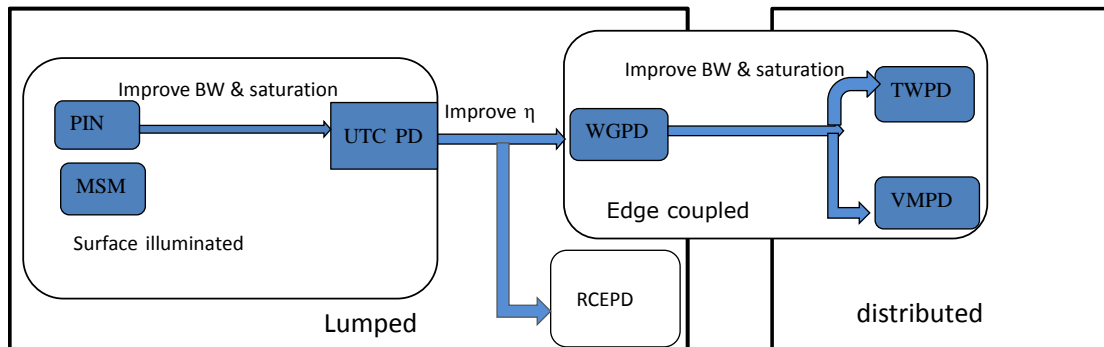 Improve BW & saturation
PIN
MSM
UTC PD
Surface illuminated
Improve η
Lumped
RCEPD
Improve BW & saturation
WGPD
TWPD
VMPD
Edge coupled
distributed